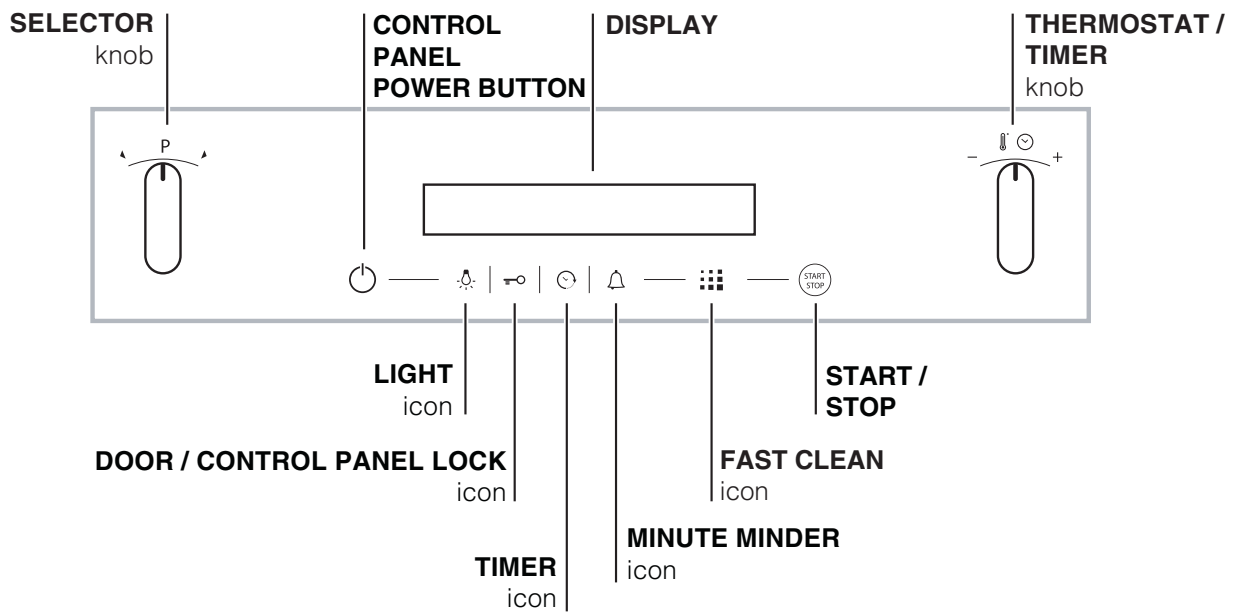 SELECTOR
knob
CONTROL
PANEL
POWER BUTTON
DISPLAY
THERMOSTAT /
TIMER
knob
P
− +
START
STOP
LIGHT
icon
START /
STOP
DOOR / CONTROL PANEL LOCK
icon
FAST CLEAN
icon
MINUTE MINDER
icon
TIMER
icon